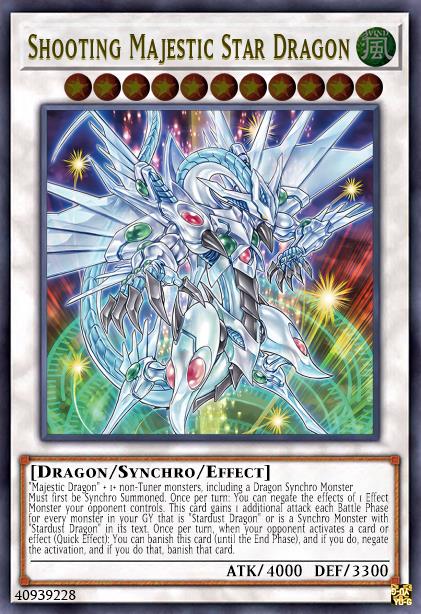 SHOOTING MAJESTIC STAR DRAGON
WIND
風
[DRAGON/SYNCHRO/EFFECT]
"Majestic Dragon" + 1+ non-Tuner monsters, including a Dragon Synchro Monster
Must first be Synchro Summoned. Once per turn: You can negate the effects of 1 Effect
Monster your opponent controls. This card gains 1 additional attack each Battle Phase
for every monster in your GY that is "Stardust Dragon" or is a Synchro Monster with
"Stardust Dragon" in its text. Once per turn, when your opponent activates a card or
effect (Quick Effect): You can banish this card (until the End Phase), and if you do, negate
the activation, and if you do that, banish that card.
ATK/4000 DEF/3300
40939228